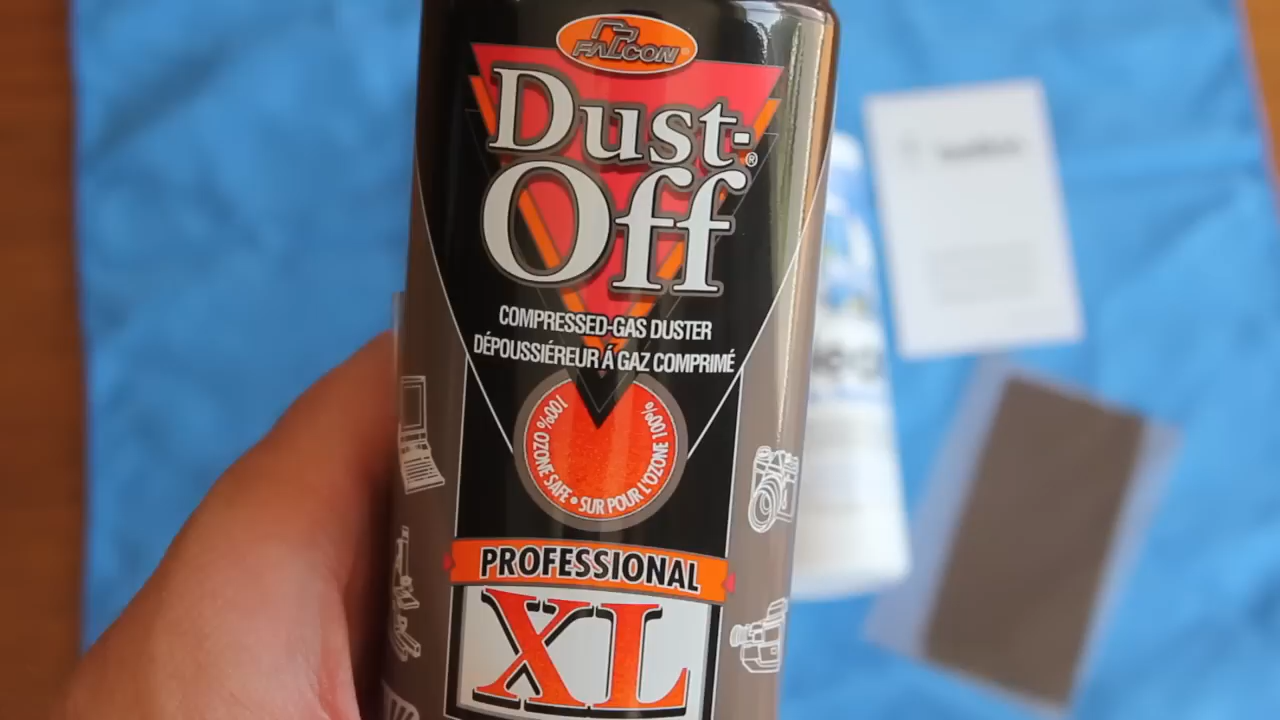 FALCON
Dust-
Off®
COMPRESSED-GAS DUSTER
DÉPOUSSIÉREUR Á GAZ COMPRIMÉ
100% OZONE SAFE • SUR POUR L'OZONE 100%
PROFESSIONAL
XL